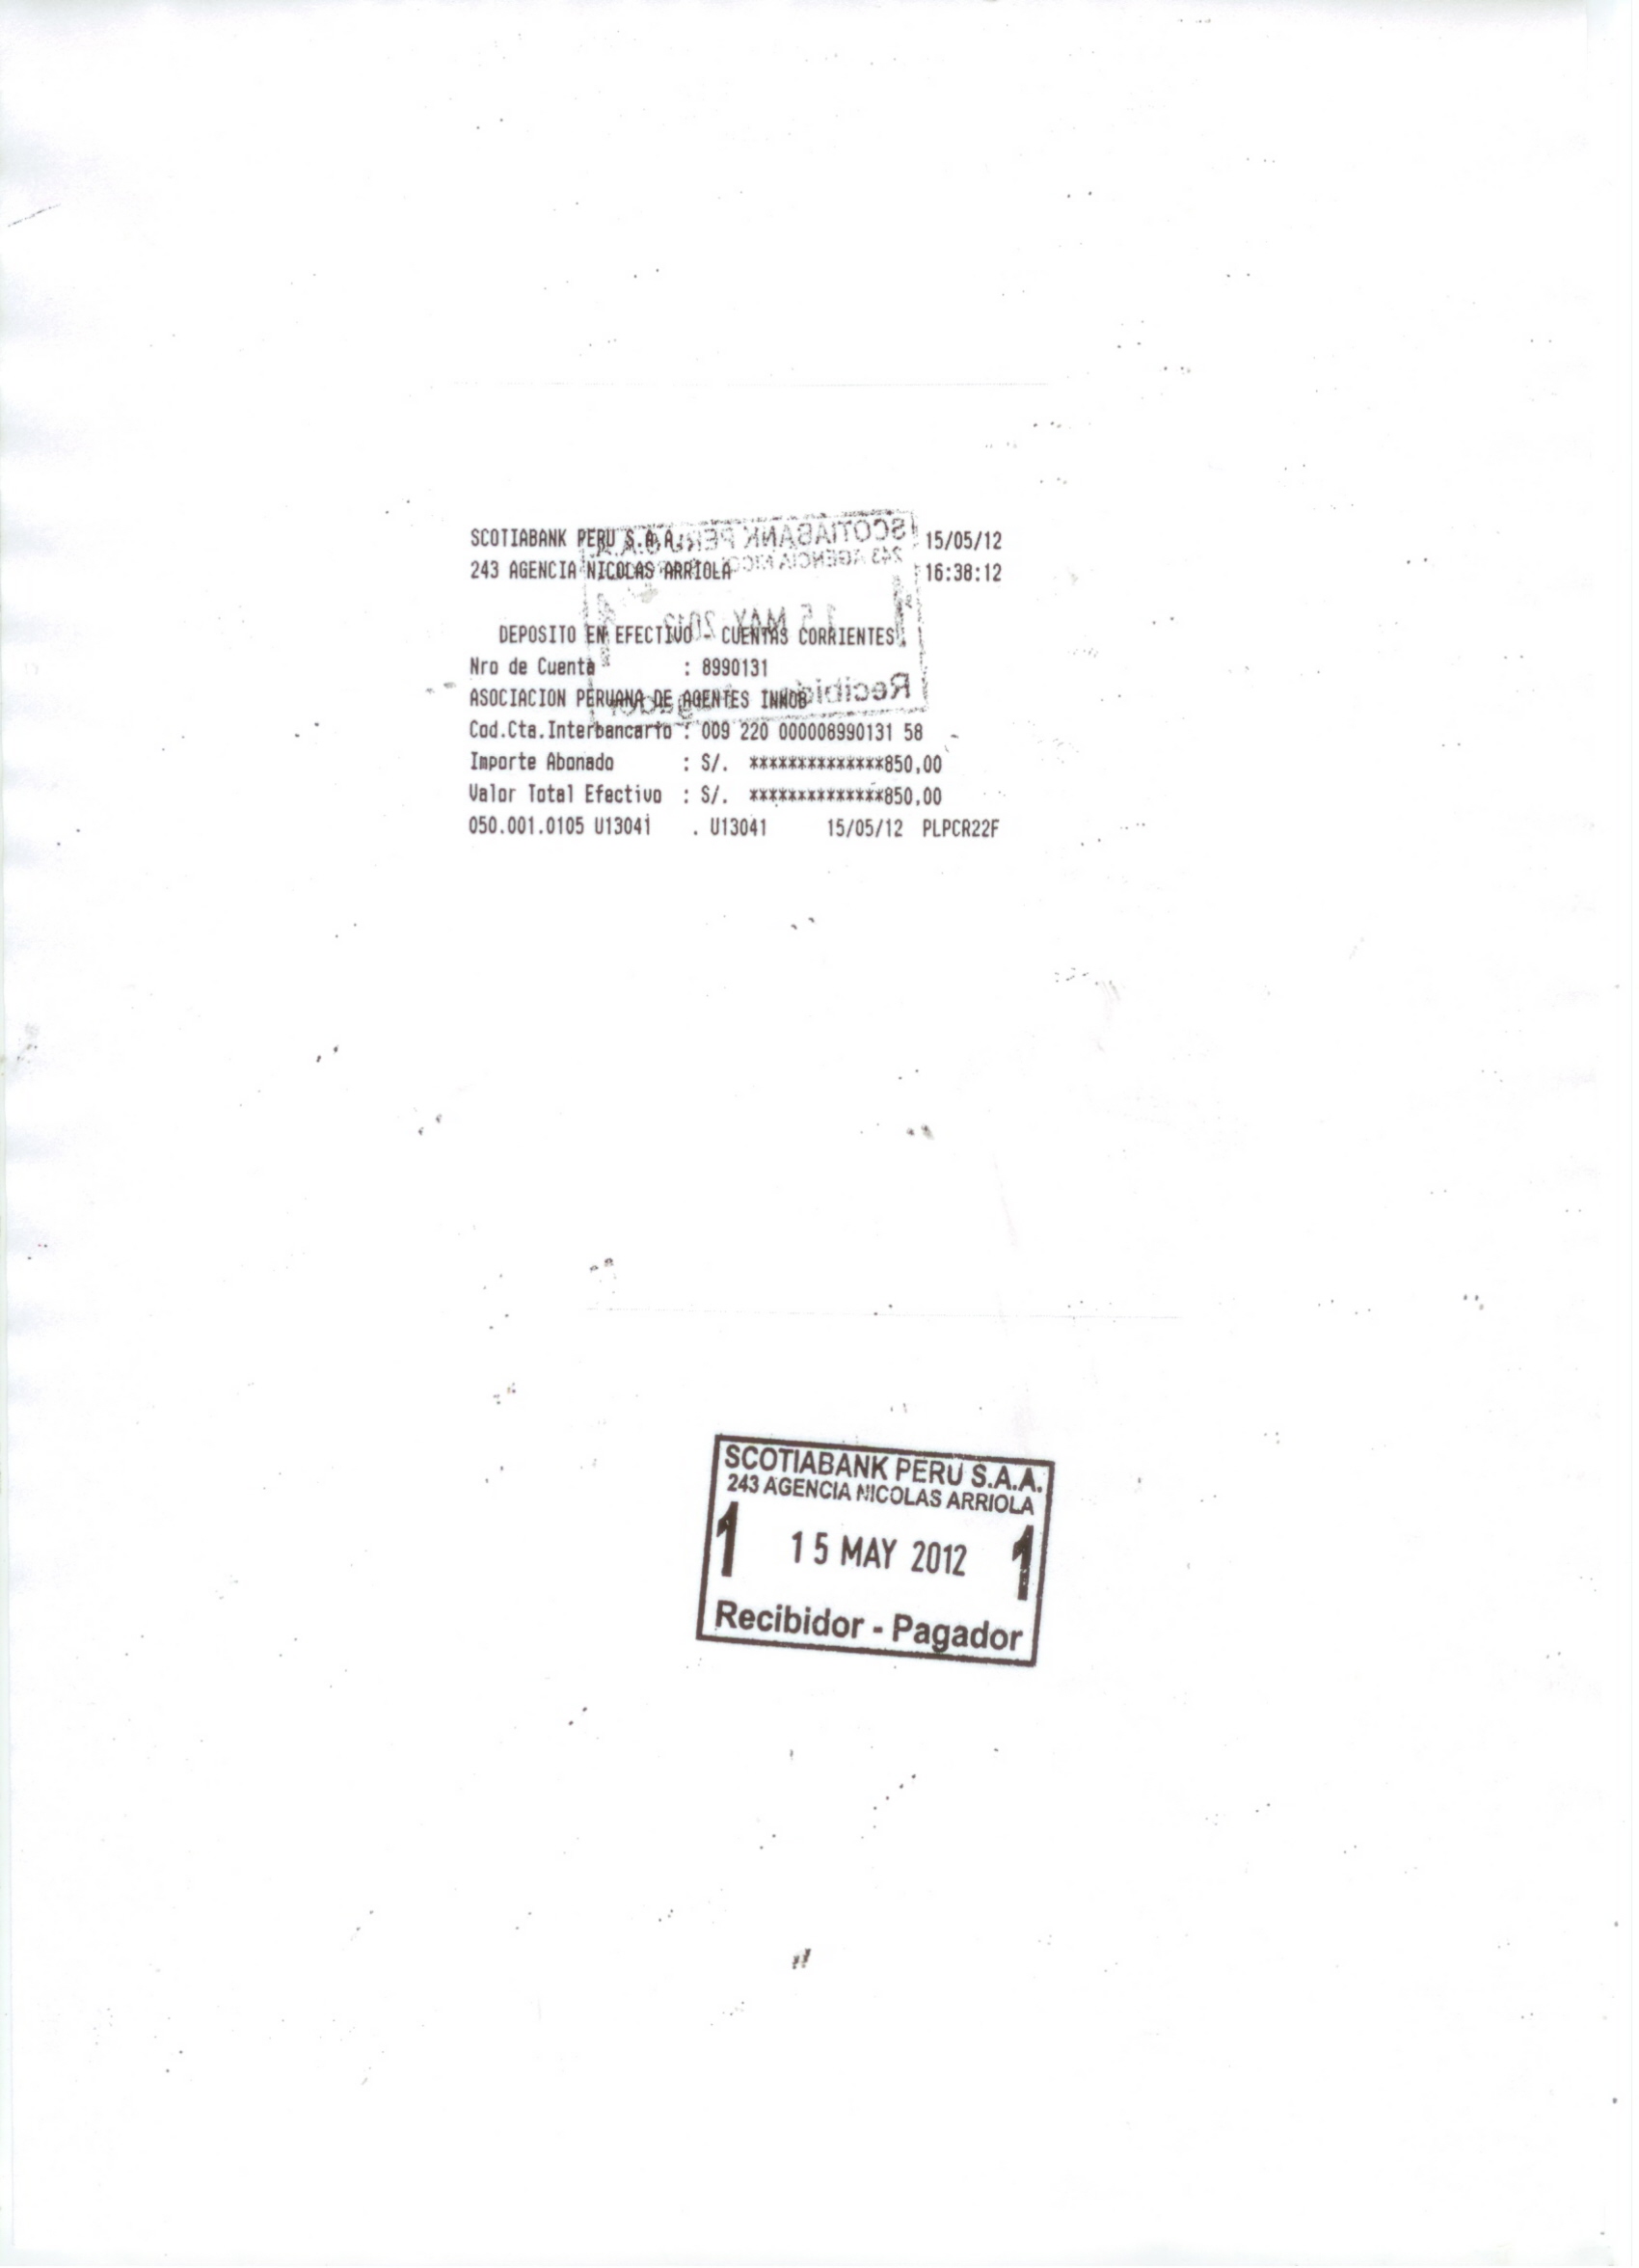 SCOTIABANK PERU S.A.A. 15/05/12
243 AGENCIA NICOLAS ARRIOLA 16:38:12
DEPOSITO EN EFECTIVO CUENTAS CORRIENTES
Nro de Cuenta : 8990131
ASOCIACION PERUANA DE AGENTES INMOB
Cod.Cta.Interbancario : 009 220 000008990131 58
Importe Abonado : S/. **************850,00
Valor Total Efectivo : S/. **************850,00
050.001.0105 U13041 . U13041 15/05/12 PLPCR22F
SCOTIABANK PERU S.A.A.
243 AGENCIA NICOLAS ARRIOLA
1 15 MAY 2012 1
Recibidor - Pagador